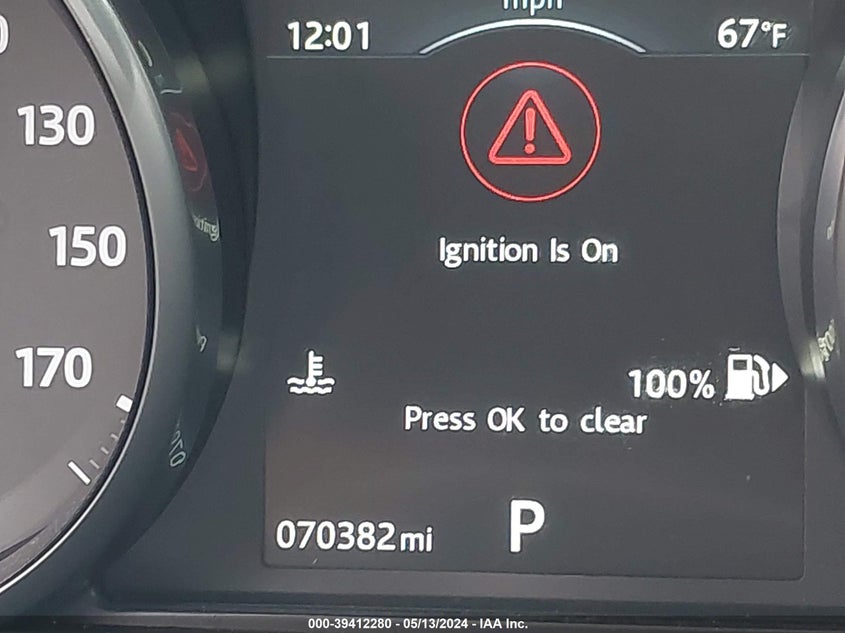 mph
12:01
67°F
130
150
170
Ignition Is On
100%
Press OK to clear
070382mi
P
000-39412280 - 05/13/2024 - IAA Inc.